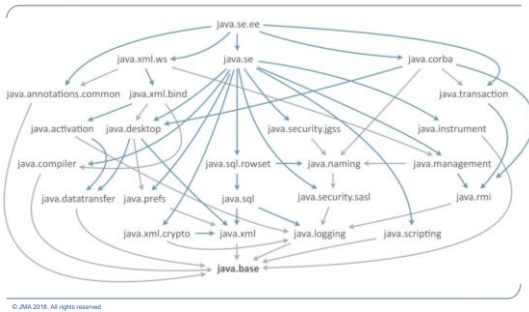 java.se.ee
java.xml.ws java.se java.corba
java.annotations.common java.xml.bind java.transaction
java.activation java.desktop java.security.jgss java.instrument
java.compiler java.sql.rowset java.naming java.management
java.datatransfer java.prefs java.sql java.security.sasl java.rmi
java.xml.crypto java.xml java.logging java.scripting
java.base
© JMA 2018. All rights reserved